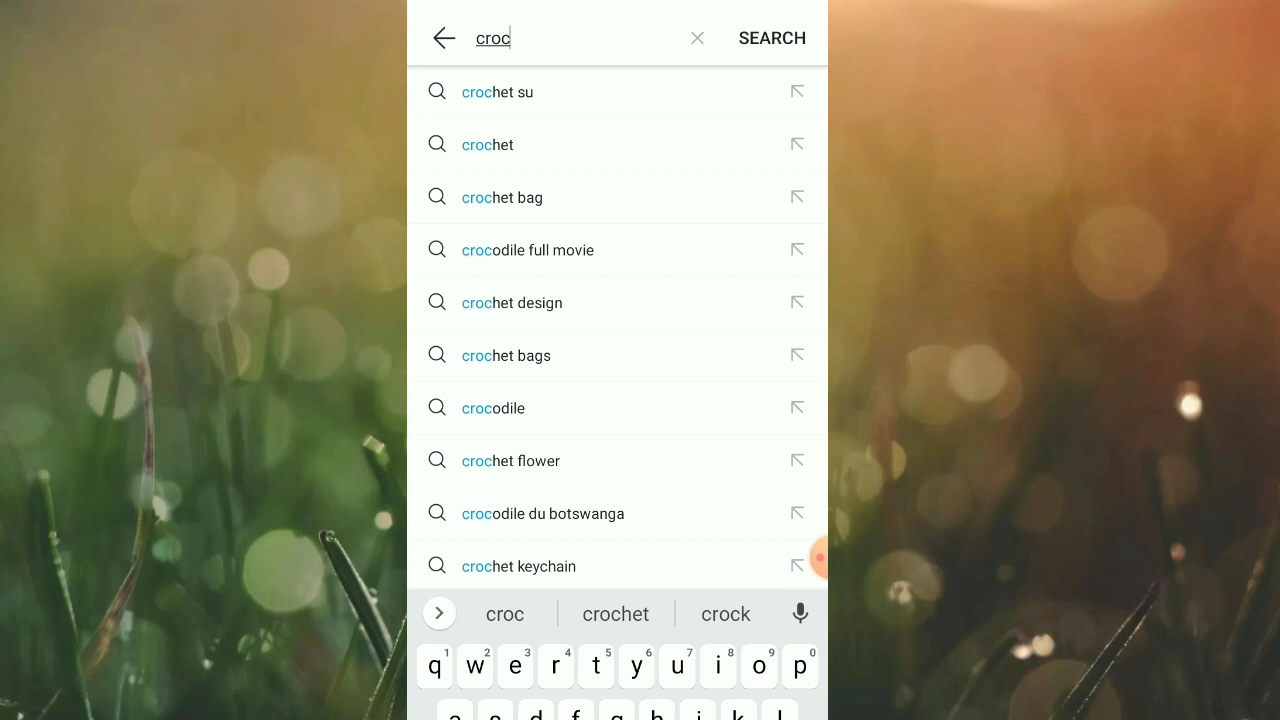 croc SEARCH
crochet su
crochet
crochet bag
crocodile full movie
crochet design
crochet bags
crocodile
crochet flower
crocodile du botswanga
crochet keychain
croc crochet crock
q1 w2 e3 r4 t5 y6 u7 i8 o9 p0
a s d f g h j k l